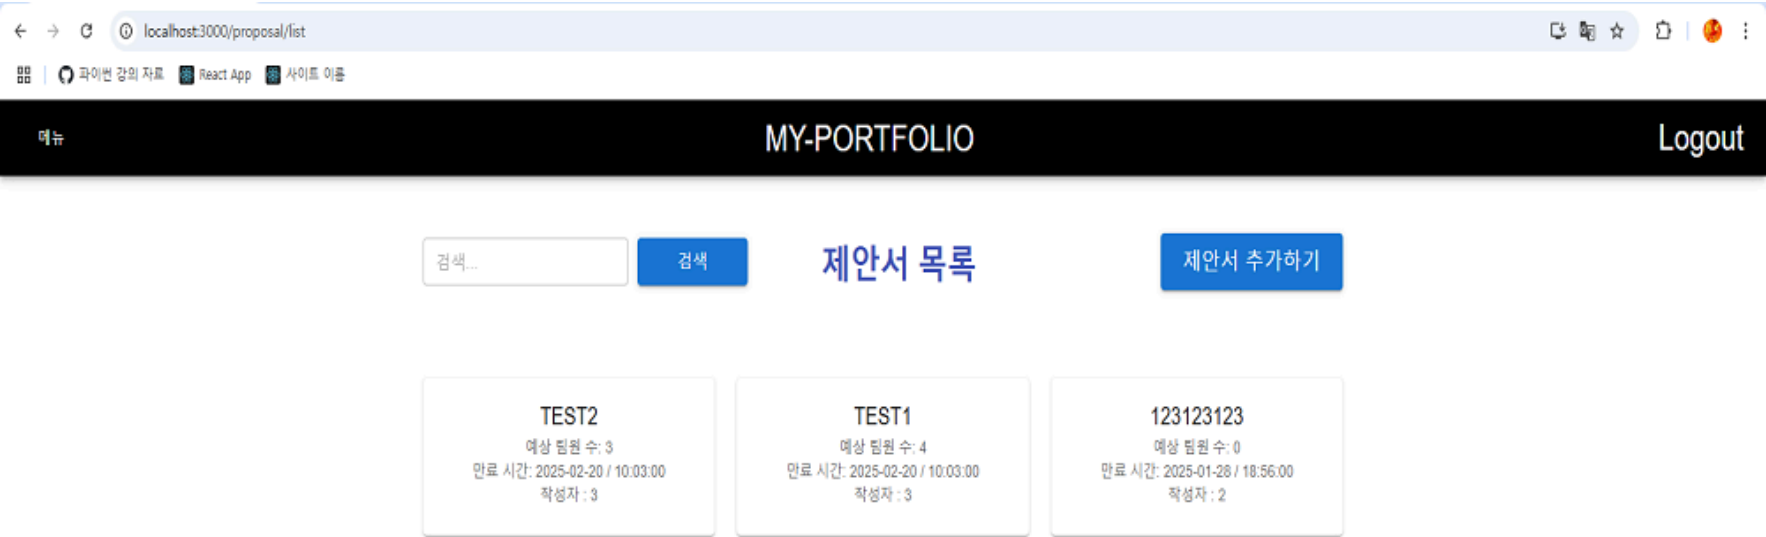 localhost:3000/proposal/list
파이썬 강의 자료 React App 사이트 이름
메뉴 MY-PORTFOLIO Logout
검색... 검색 제안서 목록 제안서 추가하기
TEST2
예상 팀원 수: 3
만료 시간: 2025-02-20 / 10:03:00
작성자 : 3
TEST1
예상 팀원 수: 4
만료 시간: 2025-02-20 / 10:03:00
작성자 : 3
123123123
예상 팀원 수: 0
만료 시간: 2025-01-28 / 18:56:00
작성자 : 2